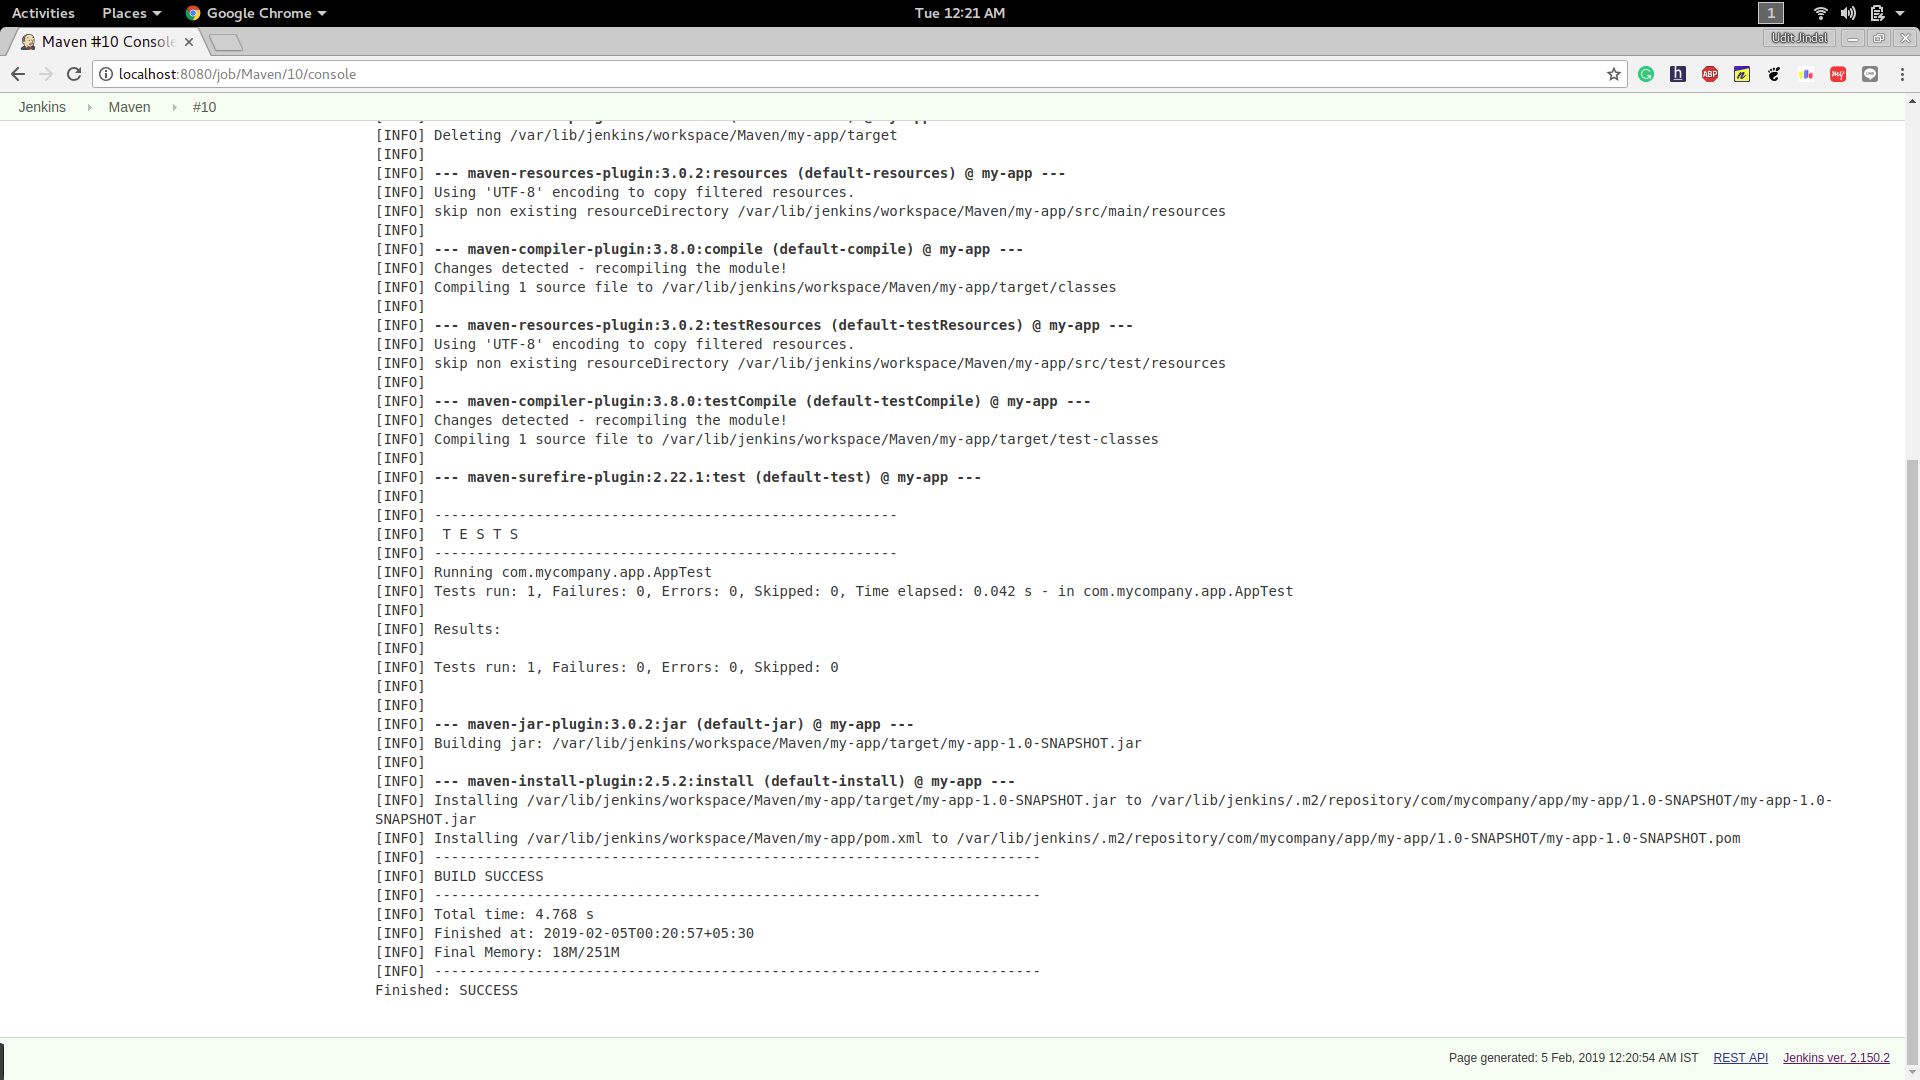 Activities Places Google Chrome Tue 12:21 AM 1
Maven #10 Console Udit Jindal
localhost:8080/job/Maven/10/console
Jenkins Maven #10
[INFO] Deleting /var/lib/jenkins/workspace/Maven/my-app/target
[INFO]
[INFO] --- maven-resources-plugin:3.0.2:resources (default-resources) @ my-app ---
[INFO] Using 'UTF-8' encoding to copy filtered resources.
[INFO] skip non existing resourceDirectory /var/lib/jenkins/workspace/Maven/my-app/src/main/resources
[INFO]
[INFO] --- maven-compiler-plugin:3.8.0:compile (default-compile) @ my-app ---
[INFO] Changes detected - recompiling the module!
[INFO] Compiling 1 source file to /var/lib/jenkins/workspace/Maven/my-app/target/classes
[INFO]
[INFO] --- maven-resources-plugin:3.0.2:testResources (default-testResources) @ my-app ---
[INFO] Using 'UTF-8' encoding to copy filtered resources.
[INFO] skip non existing resourceDirectory /var/lib/jenkins/workspace/Maven/my-app/src/test/resources
[INFO]
[INFO] --- maven-compiler-plugin:3.8.0:testCompile (default-testCompile) @ my-app ---
[INFO] Changes detected - recompiling the module!
[INFO] Compiling 1 source file to /var/lib/jenkins/workspace/Maven/my-app/target/test-classes
[INFO]
[INFO] --- maven-surefire-plugin:2.22.1:test (default-test) @ my-app ---
[INFO]
[INFO] -------------------------------------------------------
[INFO]  T E S T S
[INFO] -------------------------------------------------------
[INFO] Running com.mycompany.app.AppTest
[INFO] Tests run: 1, Failures: 0, Errors: 0, Skipped: 0, Time elapsed: 0.042 s - in com.mycompany.app.AppTest
[INFO]
[INFO] Results:
[INFO]
[INFO] Tests run: 1, Failures: 0, Errors: 0, Skipped: 0
[INFO]
[INFO]
[INFO] --- maven-jar-plugin:3.0.2:jar (default-jar) @ my-app ---
[INFO] Building jar: /var/lib/jenkins/workspace/Maven/my-app/target/my-app-1.0-SNAPSHOT.jar
[INFO]
[INFO] --- maven-install-plugin:2.5.2:install (default-install) @ my-app ---
[INFO] Installing /var/lib/jenkins/workspace/Maven/my-app/target/my-app-1.0-SNAPSHOT.jar to /var/lib/jenkins/.m2/repository/com/mycompany/app/my-app/1.0-SNAPSHOT/my-app-1.0-
SNAPSHOT.jar
[INFO] Installing /var/lib/jenkins/workspace/Maven/my-app/pom.xml to /var/lib/jenkins/.m2/repository/com/mycompany/app/my-app/1.0-SNAPSHOT/my-app-1.0-SNAPSHOT.pom
[INFO] ------------------------------------------------------------------------
[INFO] BUILD SUCCESS
[INFO] ------------------------------------------------------------------------
[INFO] Total time: 4.768 s
[INFO] Finished at: 2019-02-05T00:20:57+05:30
[INFO] Final Memory: 18M/251M
[INFO] ------------------------------------------------------------------------
Finished: SUCCESS
Page generated: 5 Feb, 2019 12:20:54 AM IST REST API Jenkins ver. 2.150.2